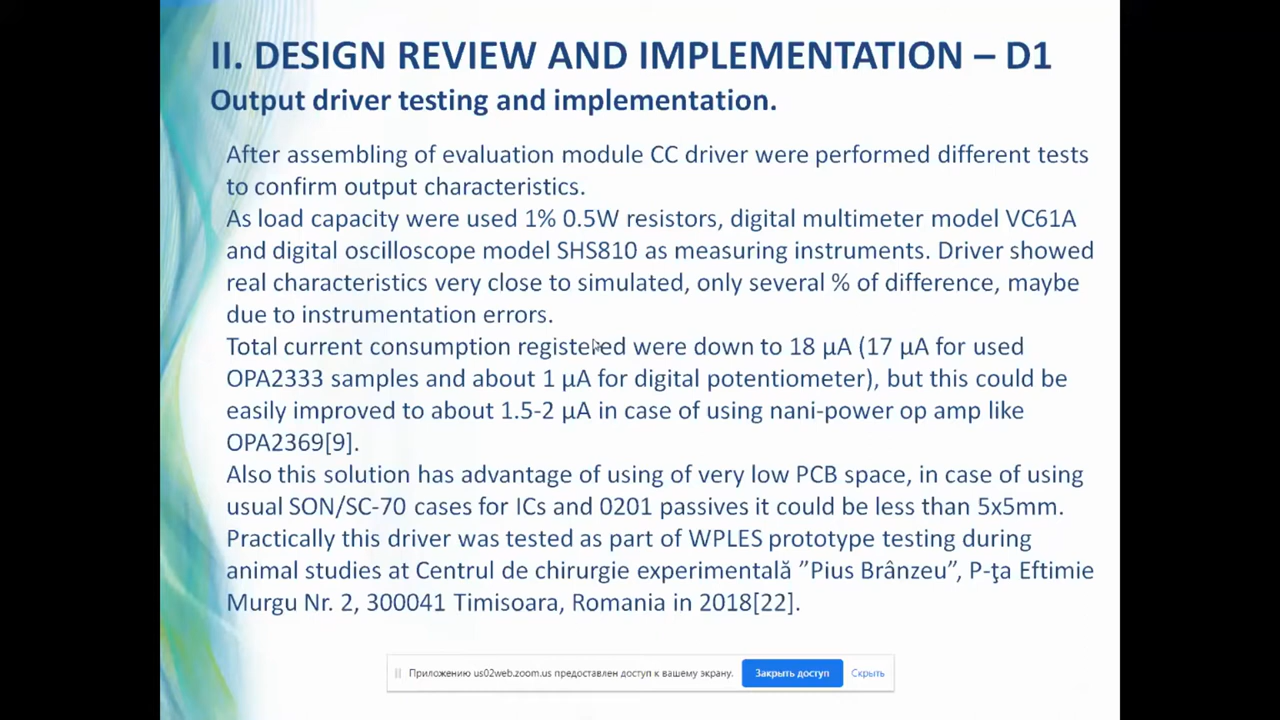 II. DESIGN REVIEW AND IMPLEMENTATION – D1
Output driver testing and implementation.
After assembling of evaluation module CC driver were performed different tests
to confirm output characteristics.
As load capacity were used 1% 0.5W resistors, digital multimeter model VC61A
and digital oscilloscope model SHS810 as measuring instruments. Driver showed
real characteristics very close to simulated, only several % of difference, maybe
due to instrumentation errors.
Total current consumption registered were down to 18 µA (17 µA for used
OPA2333 samples and about 1 µA for digital potentiometer), but this could be
easily improved to about 1.5-2 µA in case of using nani-power op amp like
OPA2369[9].
Also this solution has advantage of using of very low PCB space, in case of using
usual SON/SC-70 cases for ICs and 0201 passives it could be less than 5x5mm.
Practically this driver was tested as part of WPLES prototype testing during
animal studies at Centrul de chirurgie experimentală ”Pius Brânzeu”, P-ţa Eftimie
Murgu Nr. 2, 300041 Timisoara, Romania in 2018[22].
Приложению us02web.zoom.us предоставлен доступ к вашему экрану. Закрыть доступ Скрыть